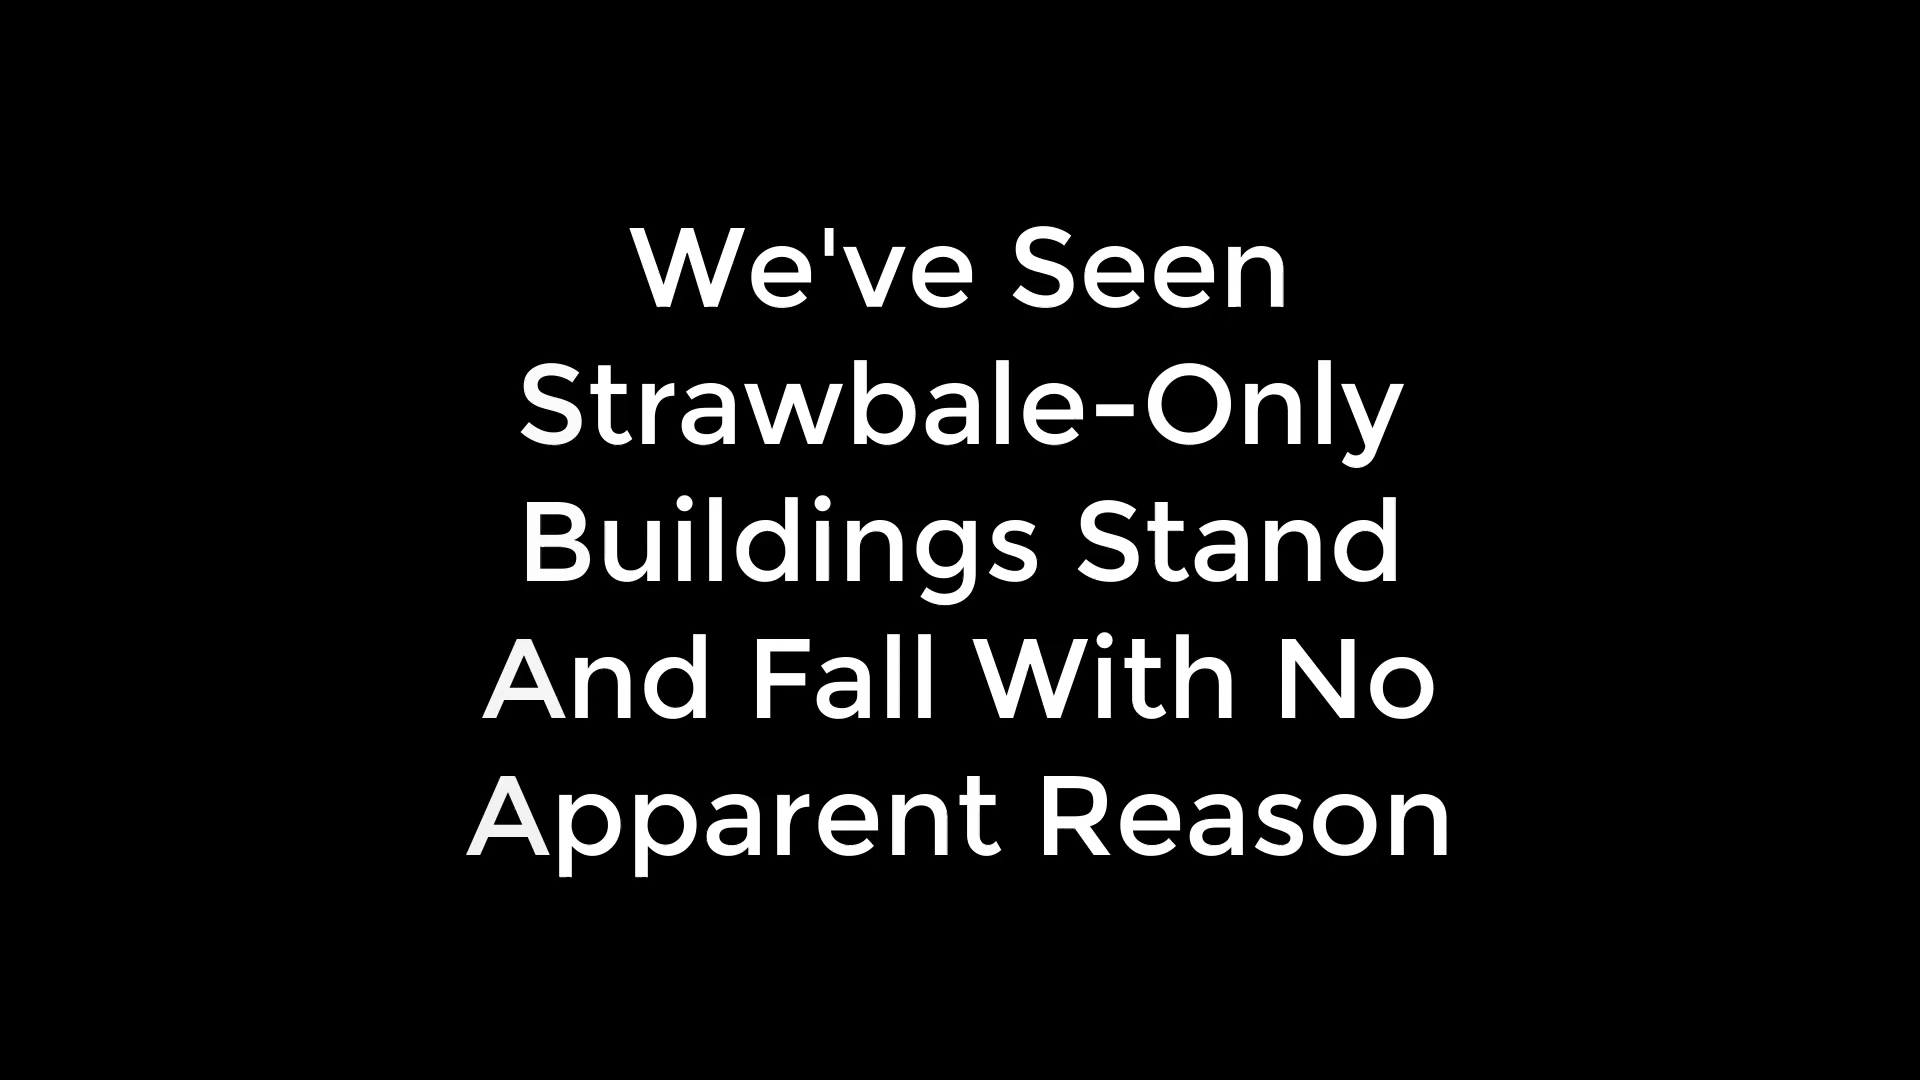 We've Seen
Strawbale-Only
Buildings Stand
And Fall With No
Apparent Reason